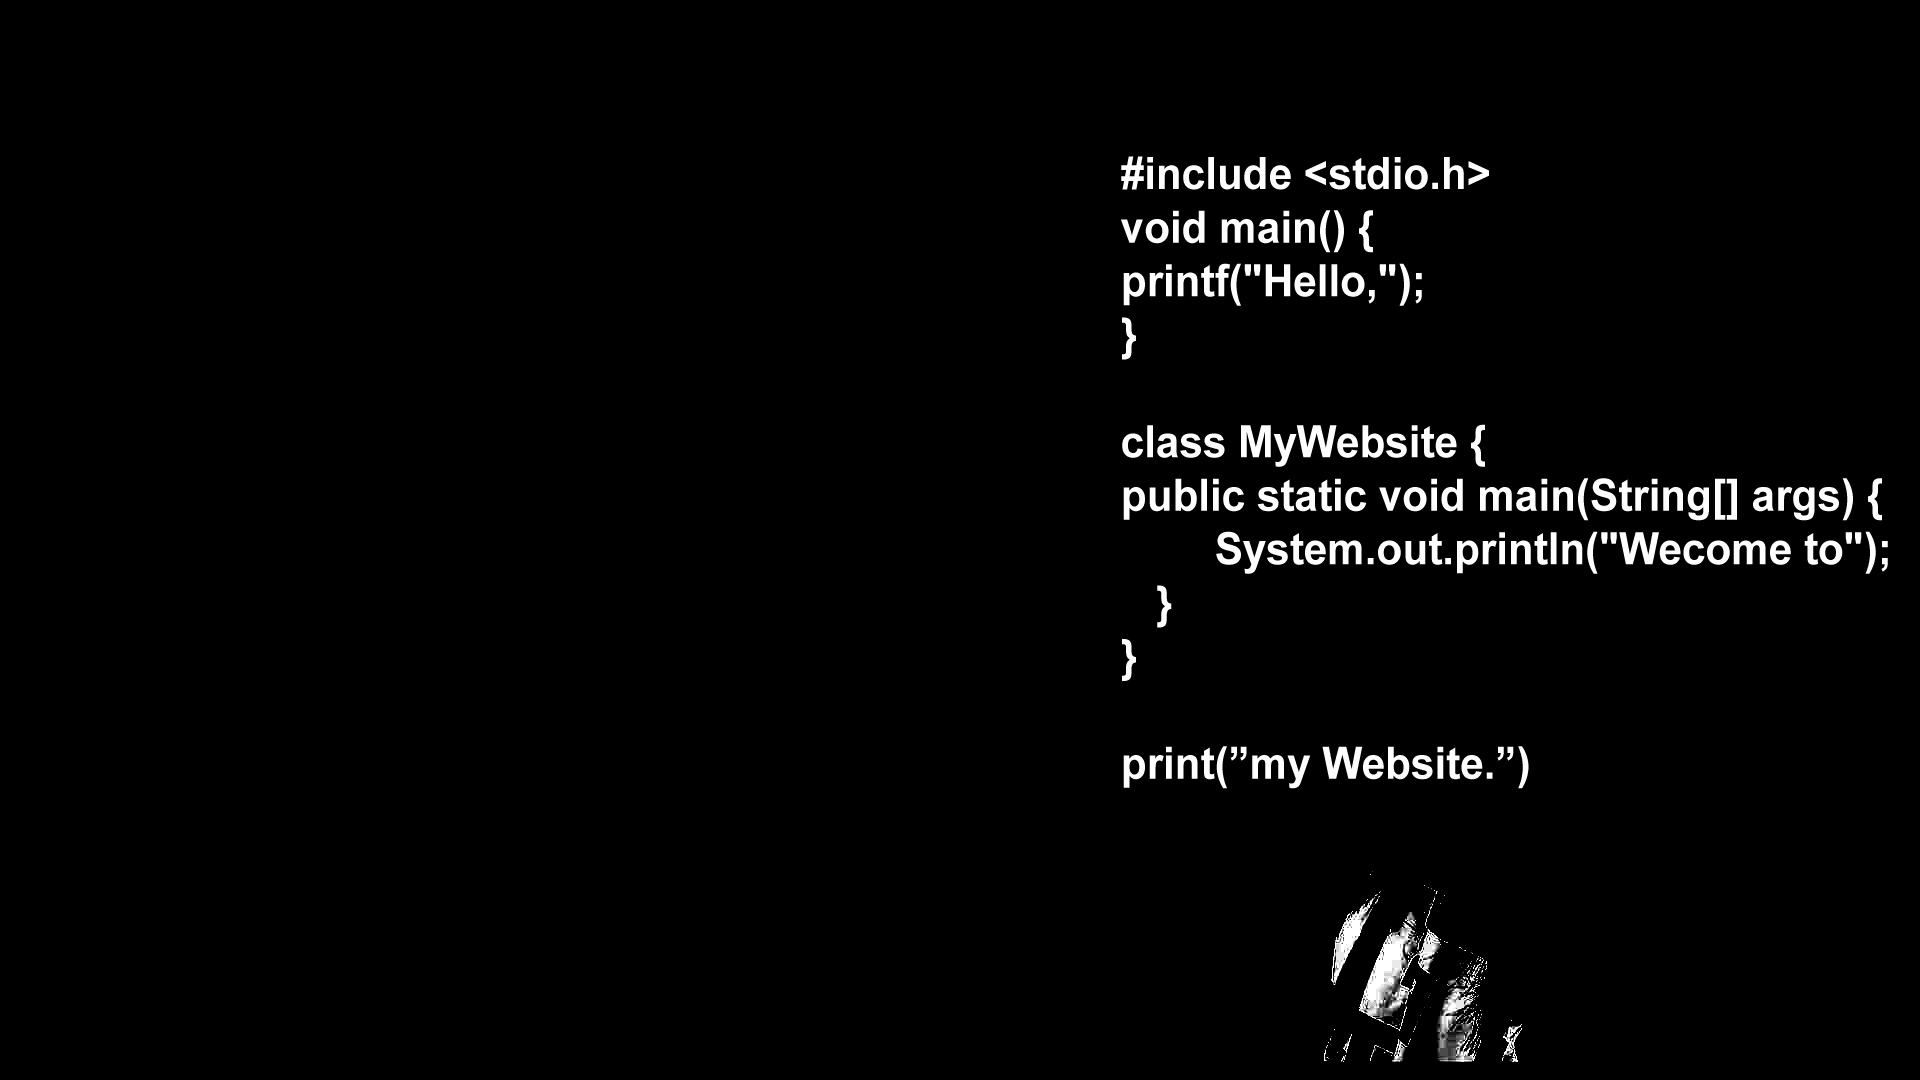 #include <stdio.h>
void main() {
printf("Hello,");
}
class MyWebsite {
public static void main(String[] args) {
System.out.println("Wecome to");
}
}
print(”my Website.”)